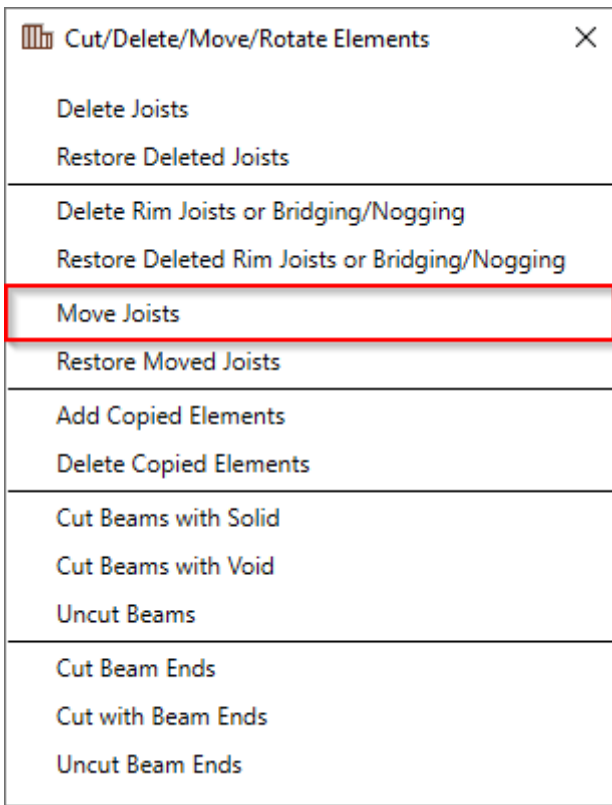 Cut/Delete/Move/Rotate Elements
Delete Joists
Restore Deleted Joists
Delete Rim Joists or Bridging/Nogging
Restore Deleted Rim Joists or Bridging/Nogging
Move Joists
Restore Moved Joists
Add Copied Elements
Delete Copied Elements
Cut Beams with Solid
Cut Beams with Void
Uncut Beams
Cut Beam Ends
Cut with Beam Ends
Uncut Beam Ends